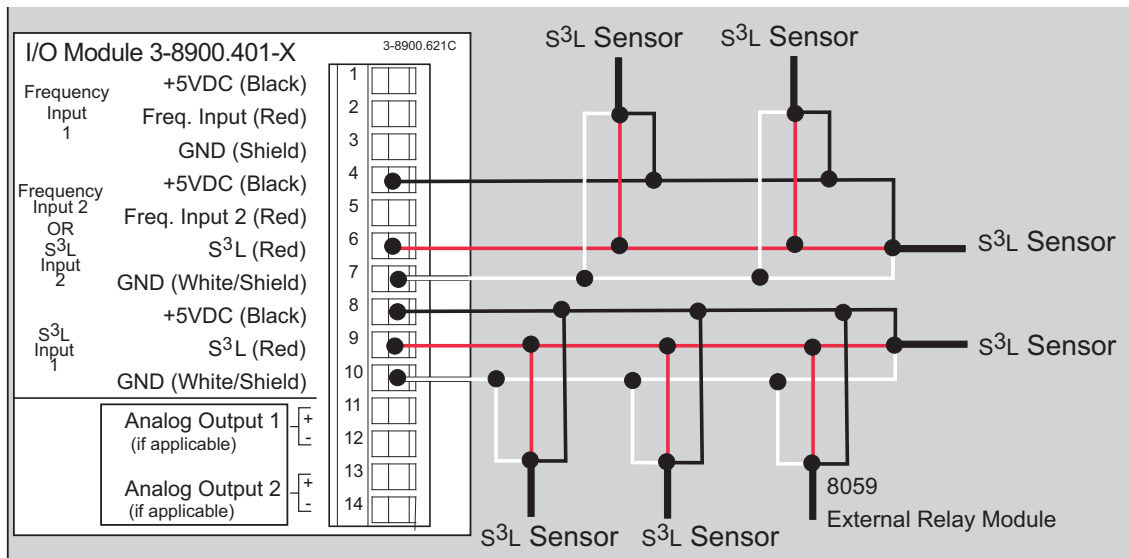 I/O Module 3-8900.401-X
3-8900.621C
Frequency
Input
1
+5VDC (Black)
Freq. Input (Red)
GND (Shield)
Frequency
Input 2
OR
S³L
Input
2
+5VDC (Black)
Freq. Input 2 (Red)
S³L (Red)
GND (White/Shield)
S³L
Input
1
+5VDC (Black)
S³L (Red)
GND (White/Shield)
Analog Output 1
(if applicable)
+
-
Analog Output 2
(if applicable)
+
-
1
2
3
4
5
6
7
8
9
10
11
12
13
14
S³L Sensor
S³L Sensor
S³L Sensor
S³L Sensor
S³L Sensor
S³L Sensor
8059
External Relay Module